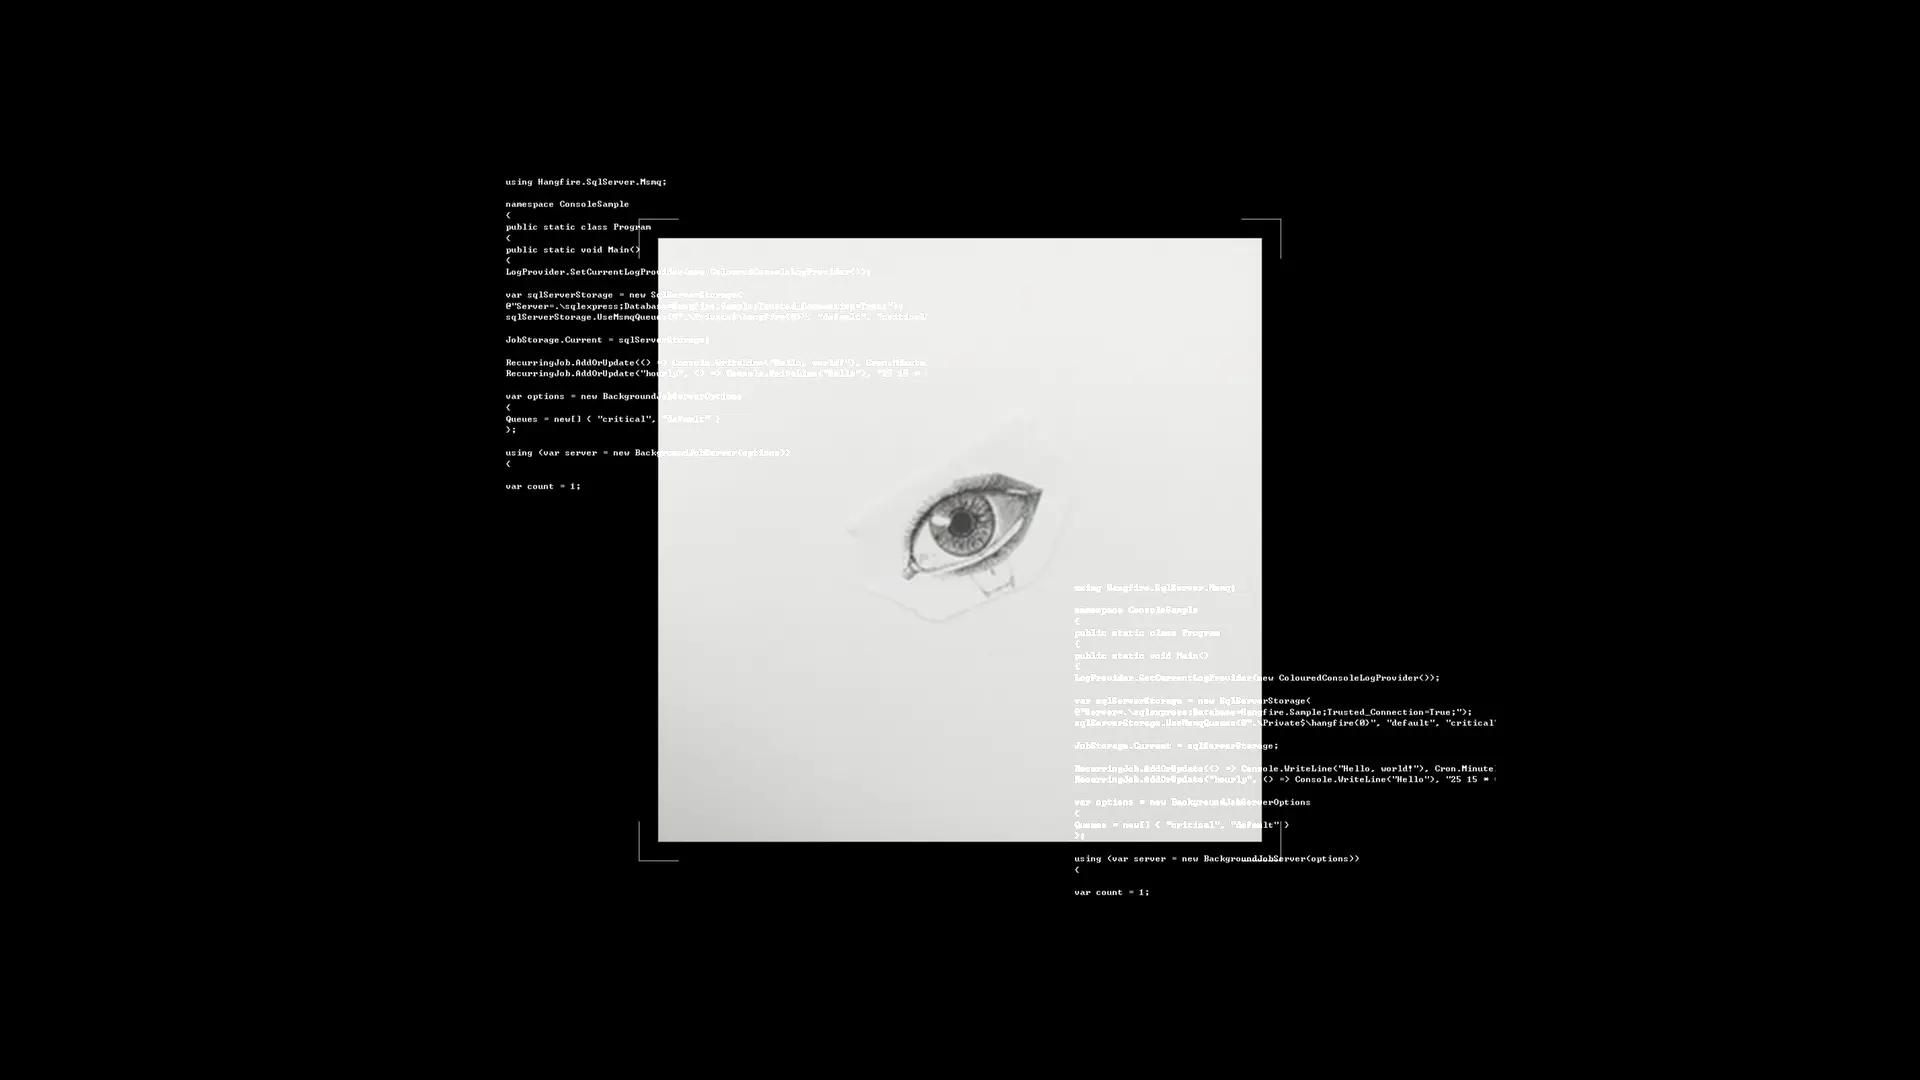 using Hangfire.SqlServer.Msmq;
namespace ConsoleSample
{
public static class Program
{
public static void Main()
{
LogProvider.SetCurrentLogProvider(new ColouredConsoleLogProvider());
var sqlServerStorage = new SqlServerStorage(
@"Server=.\sqlexpress;Database=Hangfire.Sample;Trusted_Connection=True;");
sqlServerStorage.UseMsmqQueues(@".\Private$\hangfire{0}", "default", "critical"
JobStorage.Current = sqlServerStorage;
RecurringJob.AddOrUpdate(() => Console.WriteLine("Hello, world!"), Cron.Minute
RecurringJob.AddOrUpdate("hourly", () => Console.WriteLine("Hello"), "25 15 *
var options = new BackgroundJobServerOptions
{
Queues = new[] { "critical", "default" }
};
using (var server = new BackgroundJobServer(options))
{
var count = 1;
using Hangfire.SqlServer.Msmq;
namespace ConsoleSample
{
public static class Program
{
public static void Main()
{
LogProvider.SetCurrentLogProvider(new ColouredConsoleLogProvider());
var sqlServerStorage = new SqlServerStorage(
@"Server=.\sqlexpress;Database=Hangfire.Sample;Trusted_Connection=True;");
sqlServerStorage.UseMsmqQueues(@".\Private$\hangfire{0}", "default", "critical"
JobStorage.Current = sqlServerStorage;
RecurringJob.AddOrUpdate(() => Console.WriteLine("Hello, world!"), Cron.Minute
RecurringJob.AddOrUpdate("hourly", () => Console.WriteLine("Hello"), "25 15 *
var options = new BackgroundJobServerOptions
{
Queues = new[] { "critical", "default" }
};
using (var server = new BackgroundJobServer(options))
{
var count = 1;